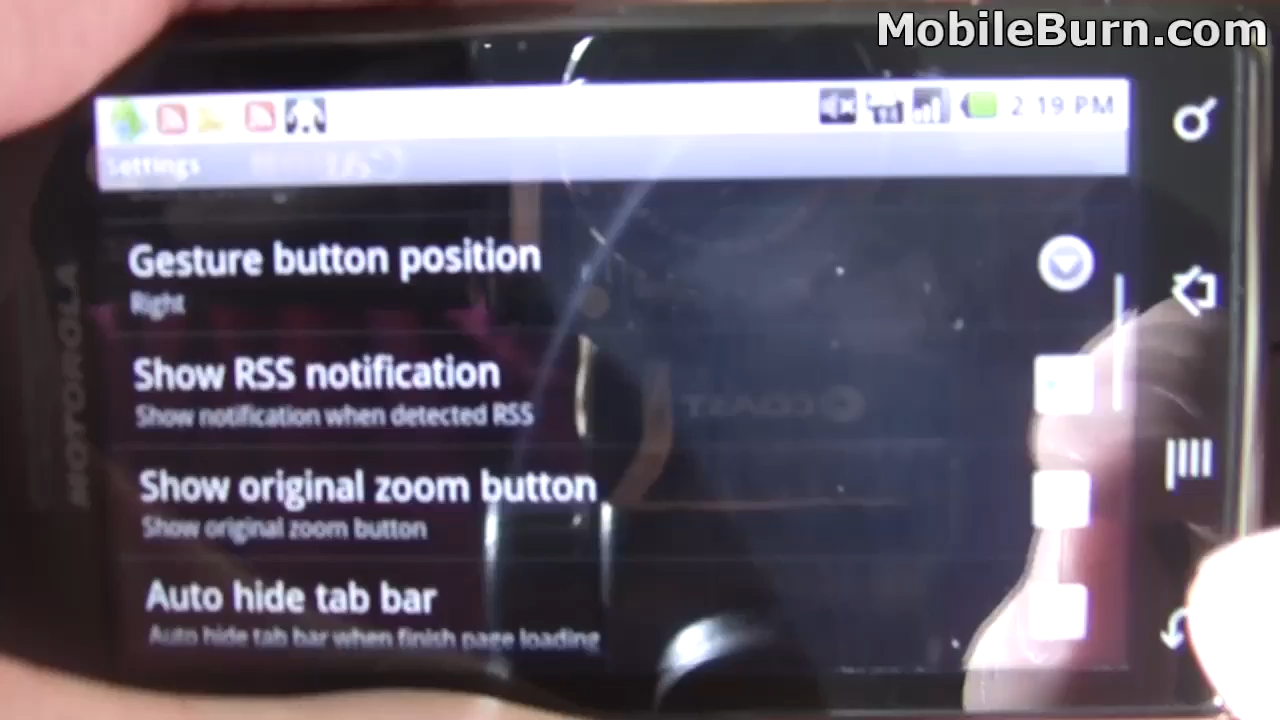 MobileBurn.com
2:19 PM
Settings
Gesture button position
Right
Show RSS notification
Show notification when detected RSS
Show original zoom button
Show original zoom button
Auto hide tab bar
Auto hide tab bar when finish page loading
MOTOROLA